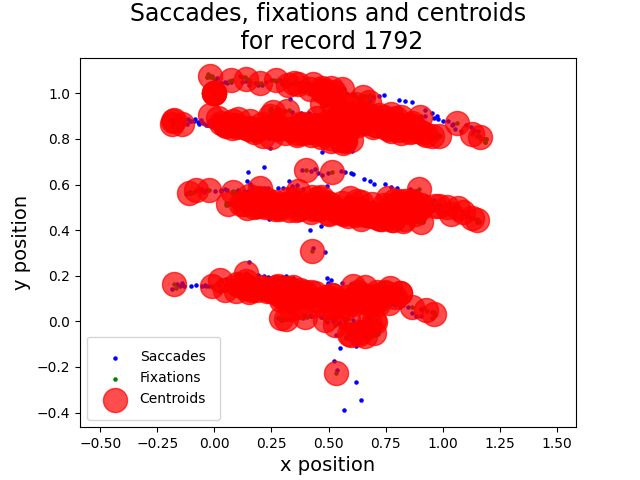 Saccades, fixations and centroids
for record 1792
y position
1.0
0.8
0.6
0.4
0.2
0.0
−0.2
−0.4
Saccades
Fixations
Centroids
−0.50
−0.25
0.00
0.25
0.50
0.75
1.00
1.25
1.50
x position